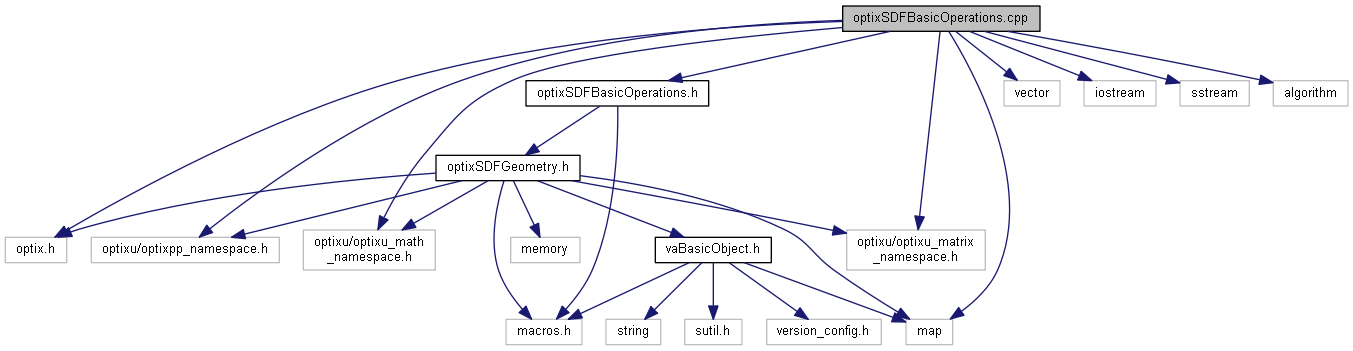 optixSDFBasicOperations.cpp
optixSDFBasicOperations.h
vector
iostream
sstream
algorithm
optixSDFGeometry.h
optix.h
optixu/optixpp_namespace.h
optixu/optixu_math
_namespace.h
memory
vaBasicObject.h
optixu/optixu_matrix
_namespace.h
macros.h
string
sutil.h
version_config.h
map